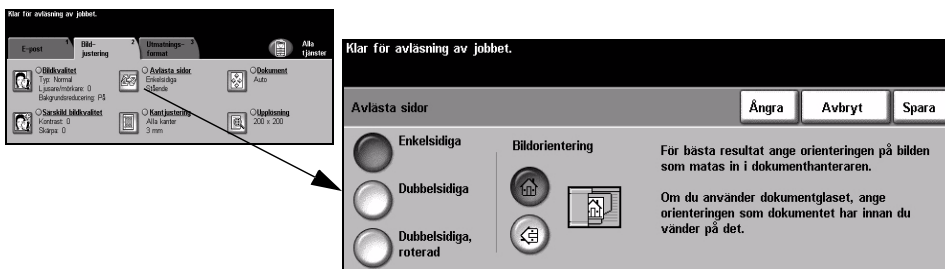 Klar för avläsning av jobbet.
E-post 1
Bild-
justering 2
Utmatnings-
format 3
Alla
tjänster
Bildkvalitet
Typ: Normal
Ljusare/mörkare: 0
Bakgrundsreducering: På
Avlästa sidor
Enkelsidiga
Stående
Dokument
Auto
Särskild bildkvalitet
Kontrast: 0
Skärpa: 0
Kantjustering
Alla kanter
3 mm
Upplösning
200 x 200
Klar för avläsning av jobbet.
Avlästa sidor
Ångra
Avbryt
Spara
Enkelsidiga
Dubbelsidiga
Dubbelsidiga,
roterad
Bildorientering
För bästa resultat ange orienteringen på bilden
som matas in i dokumenthanteraren.
Om du använder dokumentglaset, ange
orienteringen som dokumentet har innan du
vänder på det.